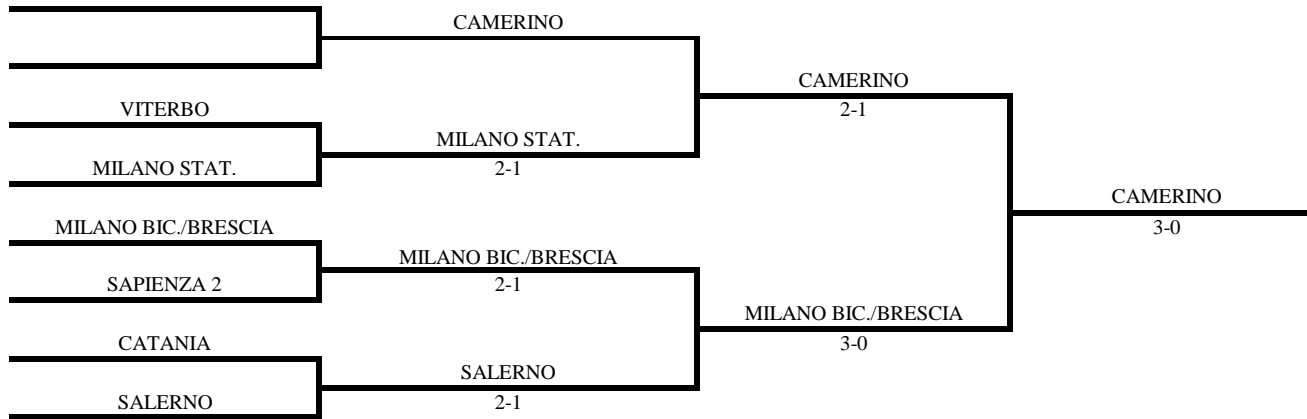 CAMERINO
VITERBO
MILANO STAT.
MILANO STAT.
2-1
CAMERINO
2-1
MILANO BIC./BRESCIA
SAPIENZA 2
MILANO BIC./BRESCIA
2-1
CATANIA
SALERNO
SALERNO
2-1
MILANO BIC./BRESCIA
3-0
CAMERINO
3-0